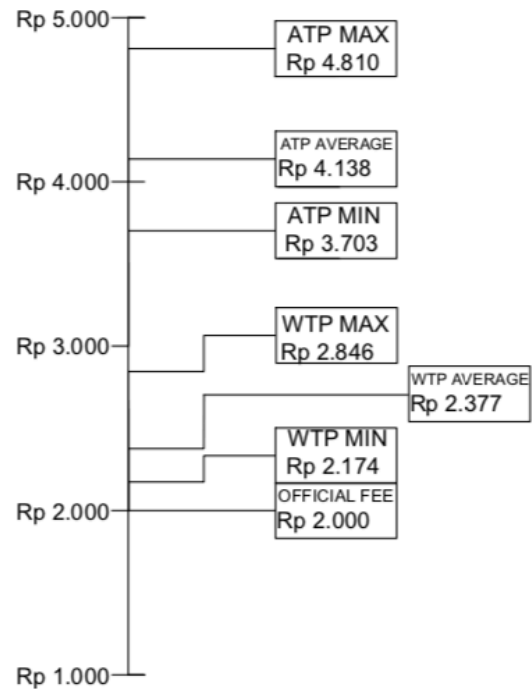 Rp 5.000
ATP MAX
Rp 4.810
ATP AVERAGE
Rp 4.138
Rp 4.000
ATP MIN
Rp 3.703
WTP MAX
Rp 2.846
Rp 3.000
WTP AVERAGE
Rp 2.377
WTP MIN
Rp 2.174
OFFICIAL FEE
Rp 2.000
Rp 2.000
Rp 1.000